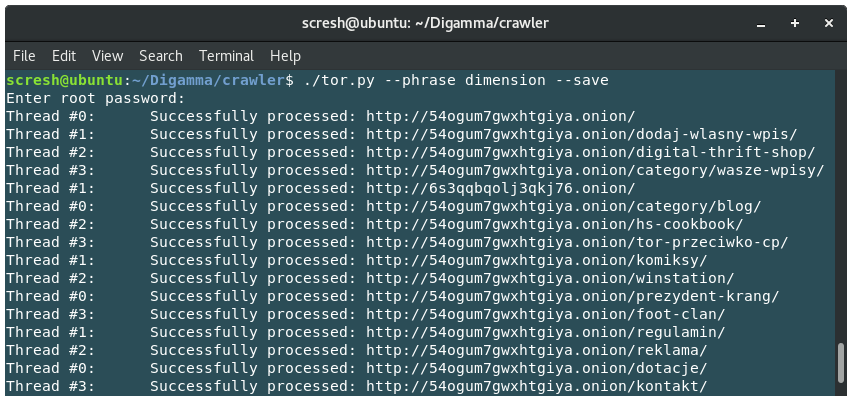 scresh@ubuntu: ~/Digamma/crawler
File Edit View Search Terminal Help
scresh@ubuntu:~/Digamma/crawler$ ./tor.py --phrase dimension --save
Enter root password:
Thread #0: Successfully processed: http://54ogum7gwxhtgiya.onion/
Thread #1: Successfully processed: http://54ogum7gwxhtgiya.onion/dodaj-wlasny-wpis/
Thread #2: Successfully processed: http://54ogum7gwxhtgiya.onion/digital-thrift-shop/
Thread #3: Successfully processed: http://54ogum7gwxhtgiya.onion/category/wasze-wpisy/
Thread #1: Successfully processed: http://6s3qqbqolj3qkj76.onion/
Thread #0: Successfully processed: http://54ogum7gwxhtgiya.onion/category/blog/
Thread #2: Successfully processed: http://54ogum7gwxhtgiya.onion/hs-cookbook/
Thread #3: Successfully processed: http://54ogum7gwxhtgiya.onion/tor-przeciwko-cp/
Thread #1: Successfully processed: http://54ogum7gwxhtgiya.onion/komiksy/
Thread #2: Successfully processed: http://54ogum7gwxhtgiya.onion/winstation/
Thread #0: Successfully processed: http://54ogum7gwxhtgiya.onion/prezydent-krang/
Thread #3: Successfully processed: http://54ogum7gwxhtgiya.onion/foot-clan/
Thread #1: Successfully processed: http://54ogum7gwxhtgiya.onion/regulamin/
Thread #2: Successfully processed: http://54ogum7gwxhtgiya.onion/reklama/
Thread #0: Successfully processed: http://54ogum7gwxhtgiya.onion/dotacje/
Thread #3: Successfully processed: http://54ogum7gwxhtgiya.onion/kontakt/